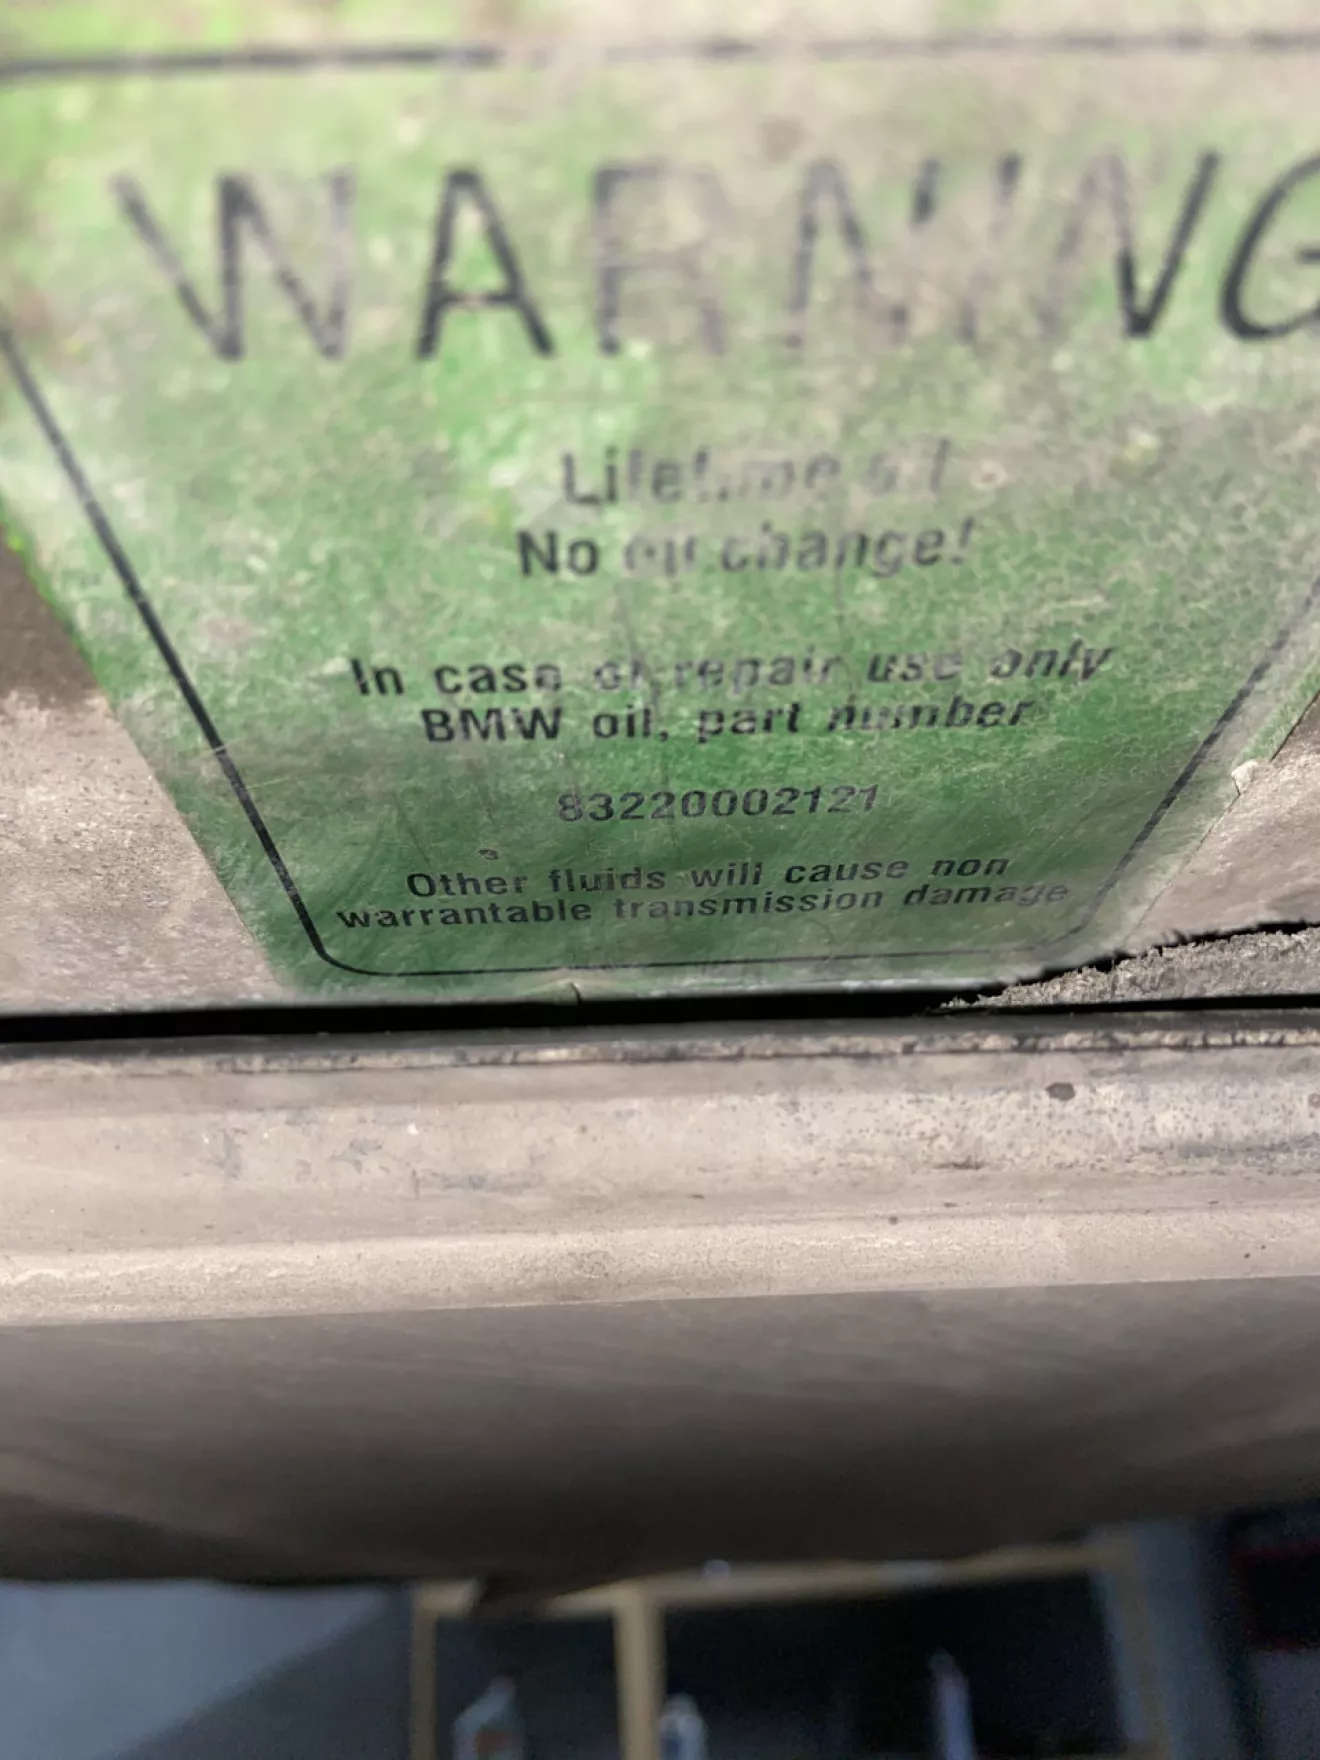 WARNING
Lifetime oil
No oil change!
In case of repair use only
BMW oil, part number
83220002121
Other fluids will cause non
warrantable transmission damage